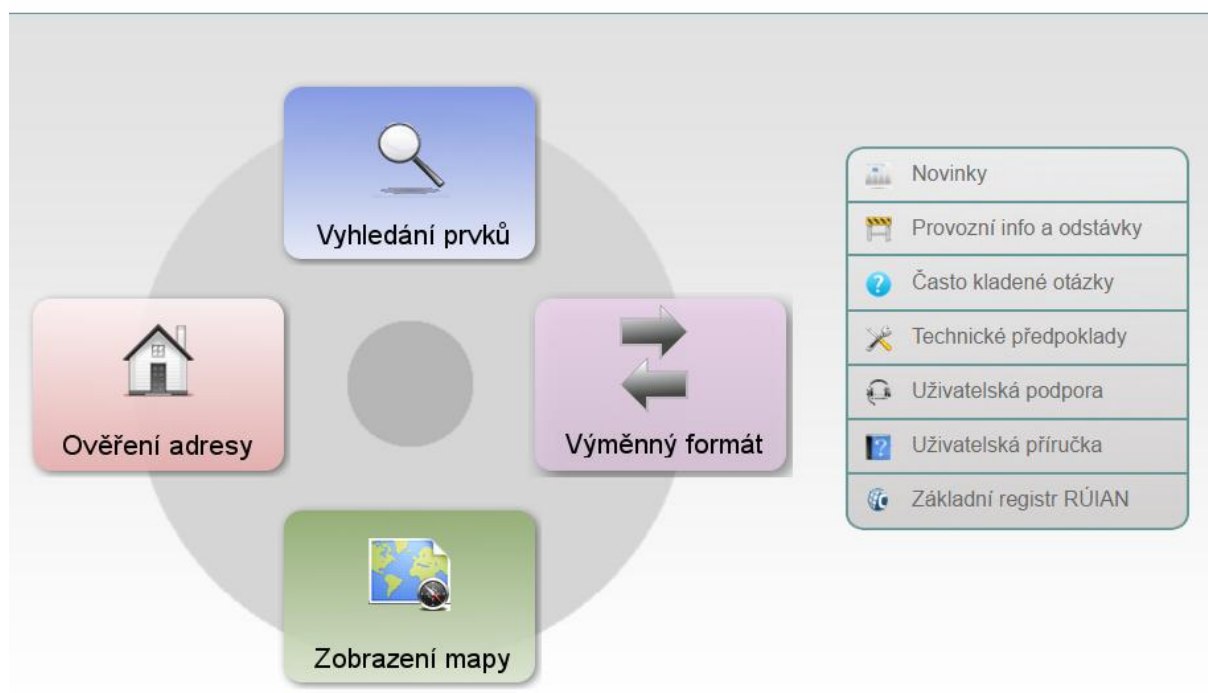 Vyhledání prvků
Ověření adresy
Výměnný formát
Zobrazení mapy
Novinky
Provozní info a odstávky
Často kladené otázky
Technické předpoklady
Uživatelská podpora
Uživatelská příručka
Základní registr RÚIAN